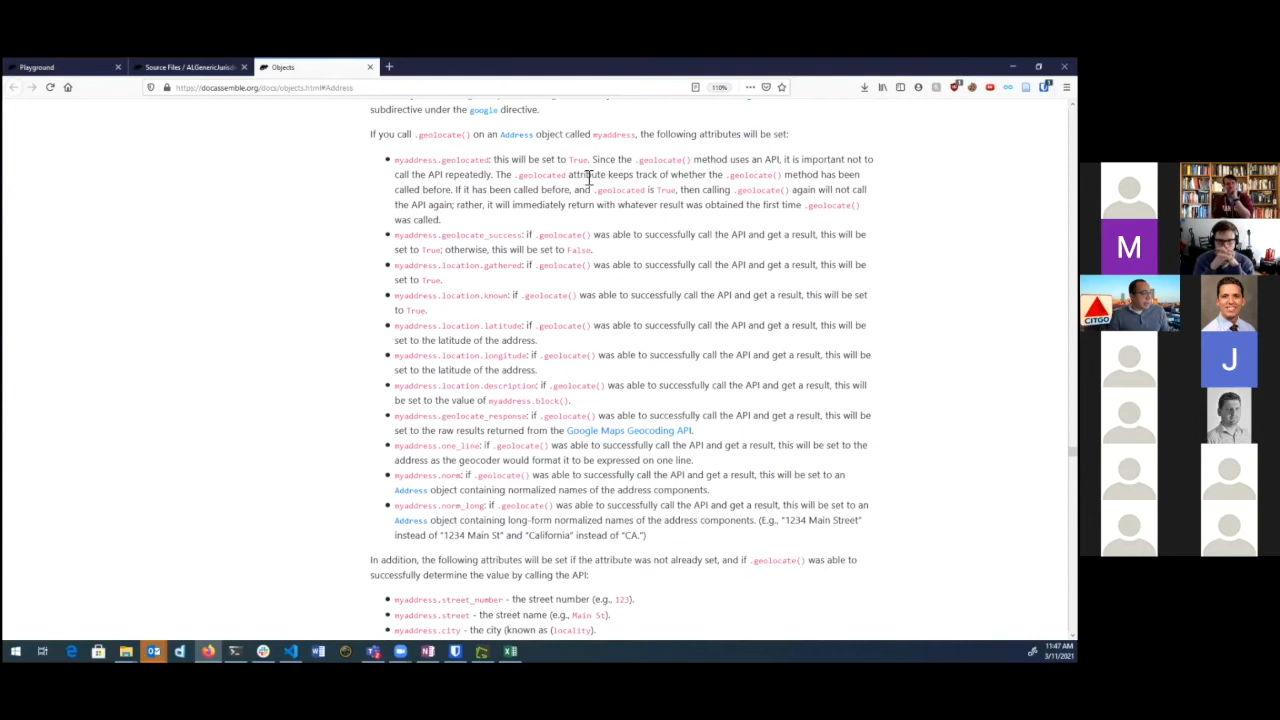 Playground
Source Files / ALGenericJurisdi
Objects
https://docassemble.org/docs/objects.html#Address
110%
subdirective under the google directive.
If you call .geolocate() on an Address object called myaddress, the following attributes will be set:
myaddress.geolocated: this will be set to True. Since the .geolocate() method uses an API, it is important not to
call the API repeatedly. The .geolocated attribute keeps track of whether the .geolocate() method has been
called before. If it has been called before, and .geolocated is True, then calling .geolocate() again will not call
the API again; rather, it will immediately return with whatever result was obtained the first time .geolocate()
was called.
myaddress.geolocate_success: if .geolocate() was able to successfully call the API and get a result, this will be
set to True; otherwise, this will be set to False.
myaddress.location.gathered: if .geolocate() was able to successfully call the API and get a result, this will be
set to True.
myaddress.location.known: if .geolocate() was able to successfully call the API and get a result, this will be set
to True.
myaddress.location.latitude: if .geolocate() was able to successfully call the API and get a result, this will be
set to the latitude of the address.
myaddress.location.longitude: if .geolocate() was able to successfully call the API and get a result, this will be
set to the latitude of the address.
myaddress.location.description: if .geolocate() was able to successfully call the API and get a result, this will
be set to the value of myaddress.block().
myaddress.geolocate_response: if .geolocate() was able to successfully call the API and get a result, this will be
set to the raw results returned from the Google Maps Geocoding API.
myaddress.one_line: if .geolocate() was able to successfully call the API and get a result, this will be set to the
address as the geocoder would format it to be expressed on one line.
myaddress.norm: if .geolocate() was able to successfully call the API and get a result, this will be set to an
Address object containing normalized names of the address components.
myaddress.norm_long: if .geolocate() was able to successfully call the API and get a result, this will be set to an
Address object containing long-form normalized names of the address components. (E.g., "1234 Main Street"
instead of "1234 Main St" and "California" instead of "CA.")
In addition, the following attributes will be set if the attribute was not already set, and if .geolocate() was able to
successfully determine the value by calling the API:
myaddress.street_number - the street number (e.g., 123).
myaddress.street - the street name (e.g., Main St).
myaddress.city - the city (known as (locality).
11:47 AM
3/11/2021
M
CITGO
J